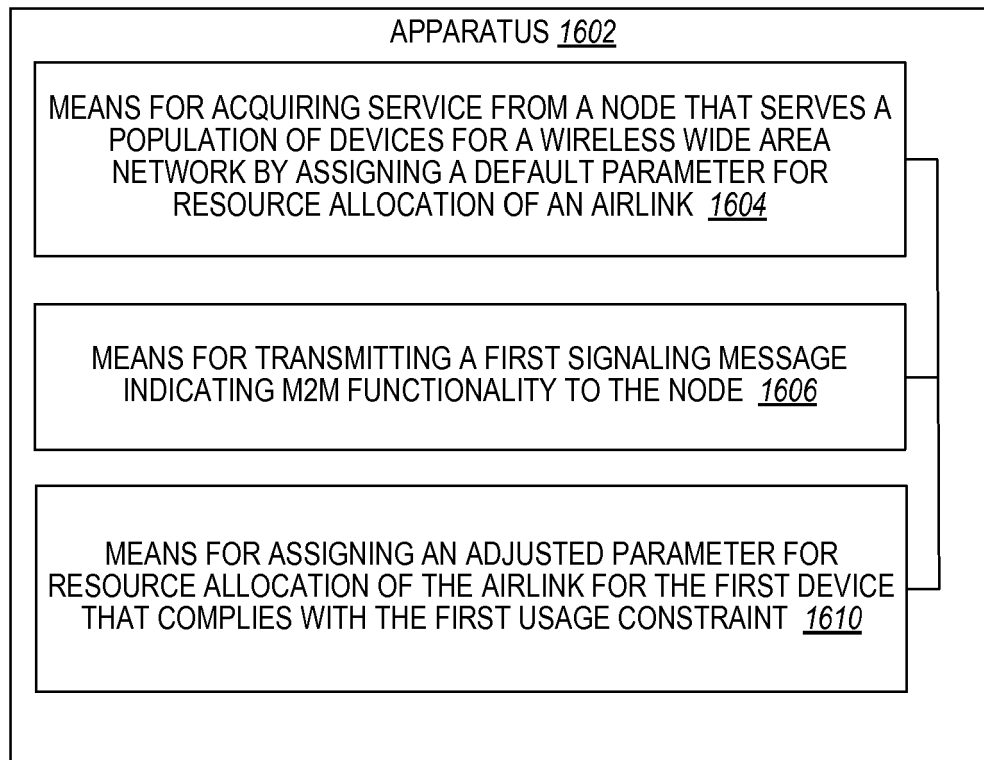 APPARATUS 1602
MEANS FOR ACQUIRING SERVICE FROM A NODE THAT SERVES A
POPULATION OF DEVICES FOR A WIRELESS WIDE AREA
NETWORK BY ASSIGNING A DEFAULT PARAMETER FOR
RESOURCE ALLOCATION OF AN AIRLINK 1604
MEANS FOR TRANSMITTING A FIRST SIGNALING MESSAGE
INDICATING M2M FUNCTIONALITY TO THE NODE 1606
MEANS FOR ASSIGNING AN ADJUSTED PARAMETER FOR
RESOURCE ALLOCATION OF THE AIRLINK FOR THE FIRST DEVICE
THAT COMPLIES WITH THE FIRST USAGE CONSTRAINT 1610